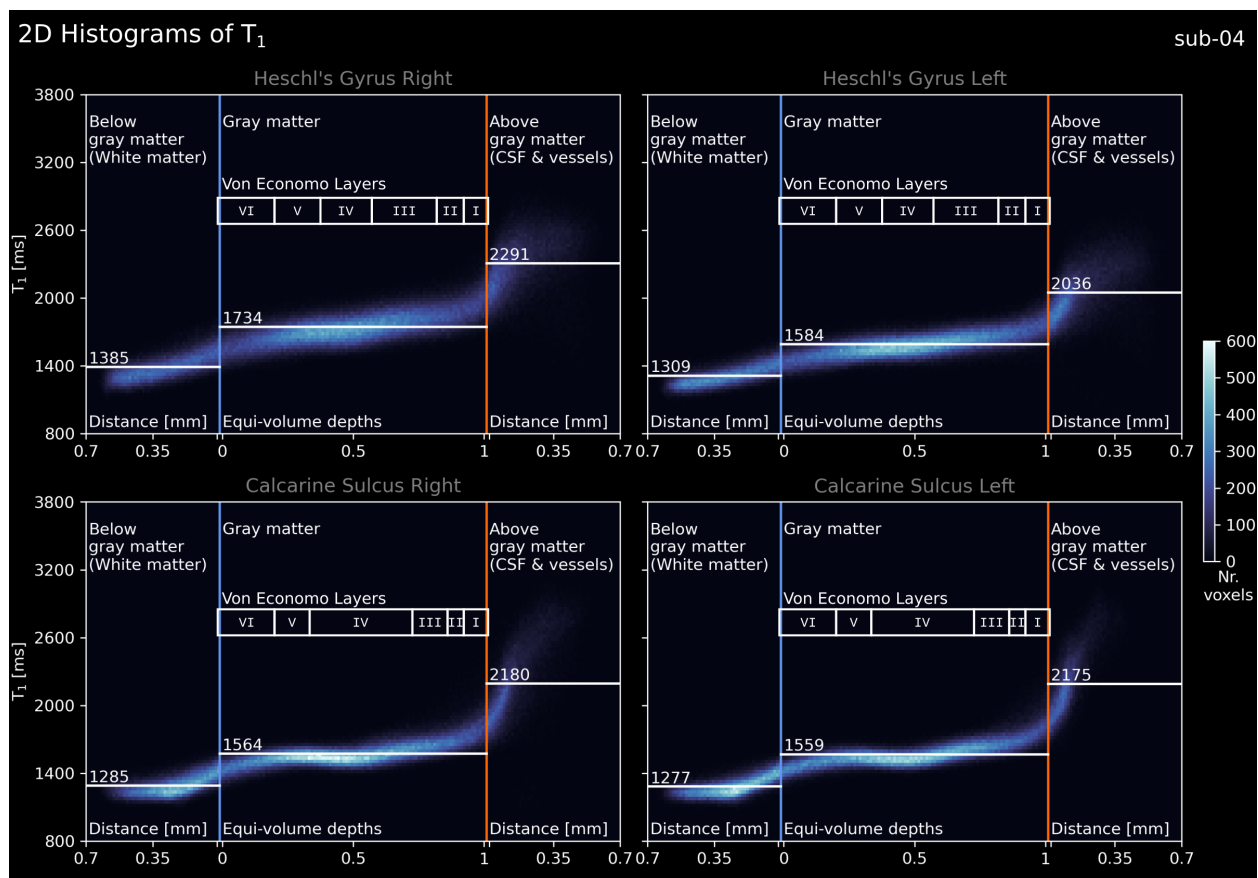 2D Histograms of T1
sub-04
Heschl's Gyrus Right
Heschl's Gyrus Left
3800
3200
2600
2000
1400
800
T1 [ms]
Below
gray matter
(White matter)
Gray matter
Above
gray matter
(CSF & vessels)
Von Economo Layers
VI V IV III II I
1385
1734
2291
Distance [mm]
Equi-volume depths
Distance [mm]
0.7 0.35 0 0.5 1 0.35 0.7
Below
gray matter
(White matter)
Gray matter
Above
gray matter
(CSF & vessels)
Von Economo Layers
VI V IV III II I
1309
1584
2036
Distance [mm]
Equi-volume depths
Distance [mm]
0.35 0 0.5 1 0.35 0.7
600
500
400
300
200
100
0
Nr.
voxels
Calcarine Sulcus Right
Calcarine Sulcus Left
3800
3200
2600
2000
1400
800
T1 [ms]
Below
gray matter
(White matter)
Gray matter
Above
gray matter
(CSF & vessels)
Von Economo Layers
VI V IV III II I
1285
1564
2180
Distance [mm]
Equi-volume depths
Distance [mm]
0.7 0.35 0 0.5 1 0.35 0.7
Below
gray matter
(White matter)
Gray matter
Above
gray matter
(CSF & vessels)
Von Economo Layers
VI V IV III II I
1277
1559
2175
Distance [mm]
Equi-volume depths
Distance [mm]
0.35 0 0.5 1 0.35 0.7